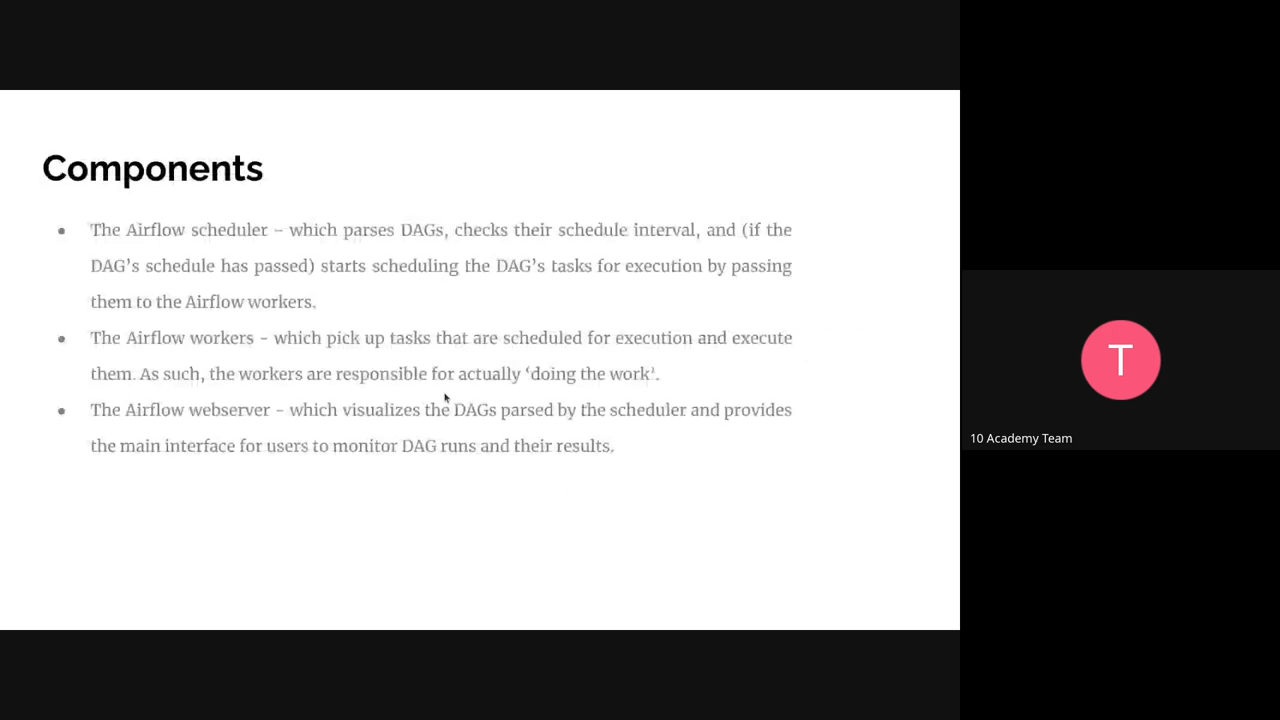 Components
• The Airflow scheduler – which parses DAGs, checks their schedule interval, and (if the
DAG’s schedule has passed) starts scheduling the DAG’s tasks for execution by passing
them to the Airflow workers.
• The Airflow workers - which pick up tasks that are scheduled for execution and execute
them. As such, the workers are responsible for actually ‘doing the work’.
• The Airflow webserver - which visualizes the DAGs parsed by the scheduler and provides
the main interface for users to monitor DAG runs and their results.
T
10 Academy Team